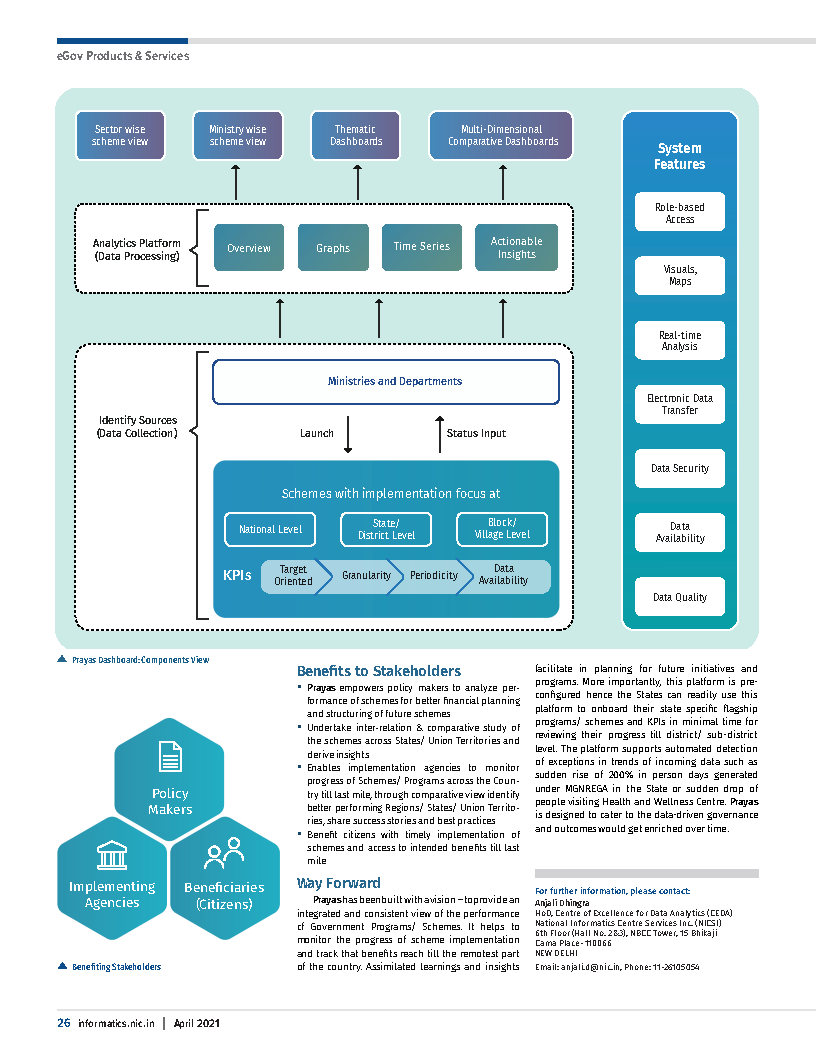 eGov Products & Services
Sector wise
scheme view
Ministry wise
scheme view
Thematic
Dashboards
Multi-Dimensional
Comparative Dashboards
Analytics Platform
(Data Processing)
Overview
Graphs
Time Series
Actionable
Insights
Identify Sources
(Data Collection)
Ministries and Departments
Launch
Status Input
Schemes with implementation focus at
National Level
State/
District Level
Block/
Village Level
KPIs
Target
Oriented
Granularity
Periodicity
Data
Availability
System
Features
Role-based
Access
Visuals,
Maps
Real-time
Analysis
Electronic Data
Transfer
Data Security
Data
Availability
Data Quality
Prayas Dashboard: Components View
Policy
Makers
Implementing
Agencies
Beneficiaries
(Citizens)
Benefiting Stakeholders
Benefits to Stakeholders
• Prayas empowers policy makers to analyze per-
formance of schemes for better financial planning
and structuring of future schemes
• Undertake inter-relation & comparative study of
the schemes across States/ Union Territories and
derive insights
• Enables implementation agencies to monitor
progress of Schemes/ Programs across the Coun-
try till last mile, through comparative view identify
better performing Regions/ States/ Union Territo-
ries, share success stories and best practices
• Benefit citizens with timely implementation of
schemes and access to intended benefits till last
mile
Way Forward
Prayas has been built with a vision – to provide an
integrated and consistent view of the performance
of Government Programs/ Schemes. It helps to
monitor the progress of scheme implementation
and track that benefits reach till the remotest part
of the country. Assimilated learnings and insights
facilitate in planning for future initiatives and
programs. More importantly, this platform is pre-
configured hence the States can readily use this
platform to onboard their state specific flagship
programs/ schemes and KPIs in minimal time for
reviewing their progress till district/ sub-district
level. The platform supports automated detection
of exceptions in trends of incoming data such as
sudden rise of 200% in person days generated
under MGNREGA in the State or sudden drop of
people visiting Health and Wellness Centre. Prayas
is designed to cater to the data-driven governance
and outcomes would get enriched over time.
For further information, please contact:
Anjali Dhingra
HoD, Centre of Excellence for Data Analytics (CEDA)
National Informatics Centre Services Inc. (NICSI)
6th Floor (Hall No. 2&3), NBCC Tower, 15 Bhikaji
Cama Place- 110066
NEW DELHI
Email: anjali.d@nic.in, Phone: 11-26105054
26 informatics.nic.in | April 2021